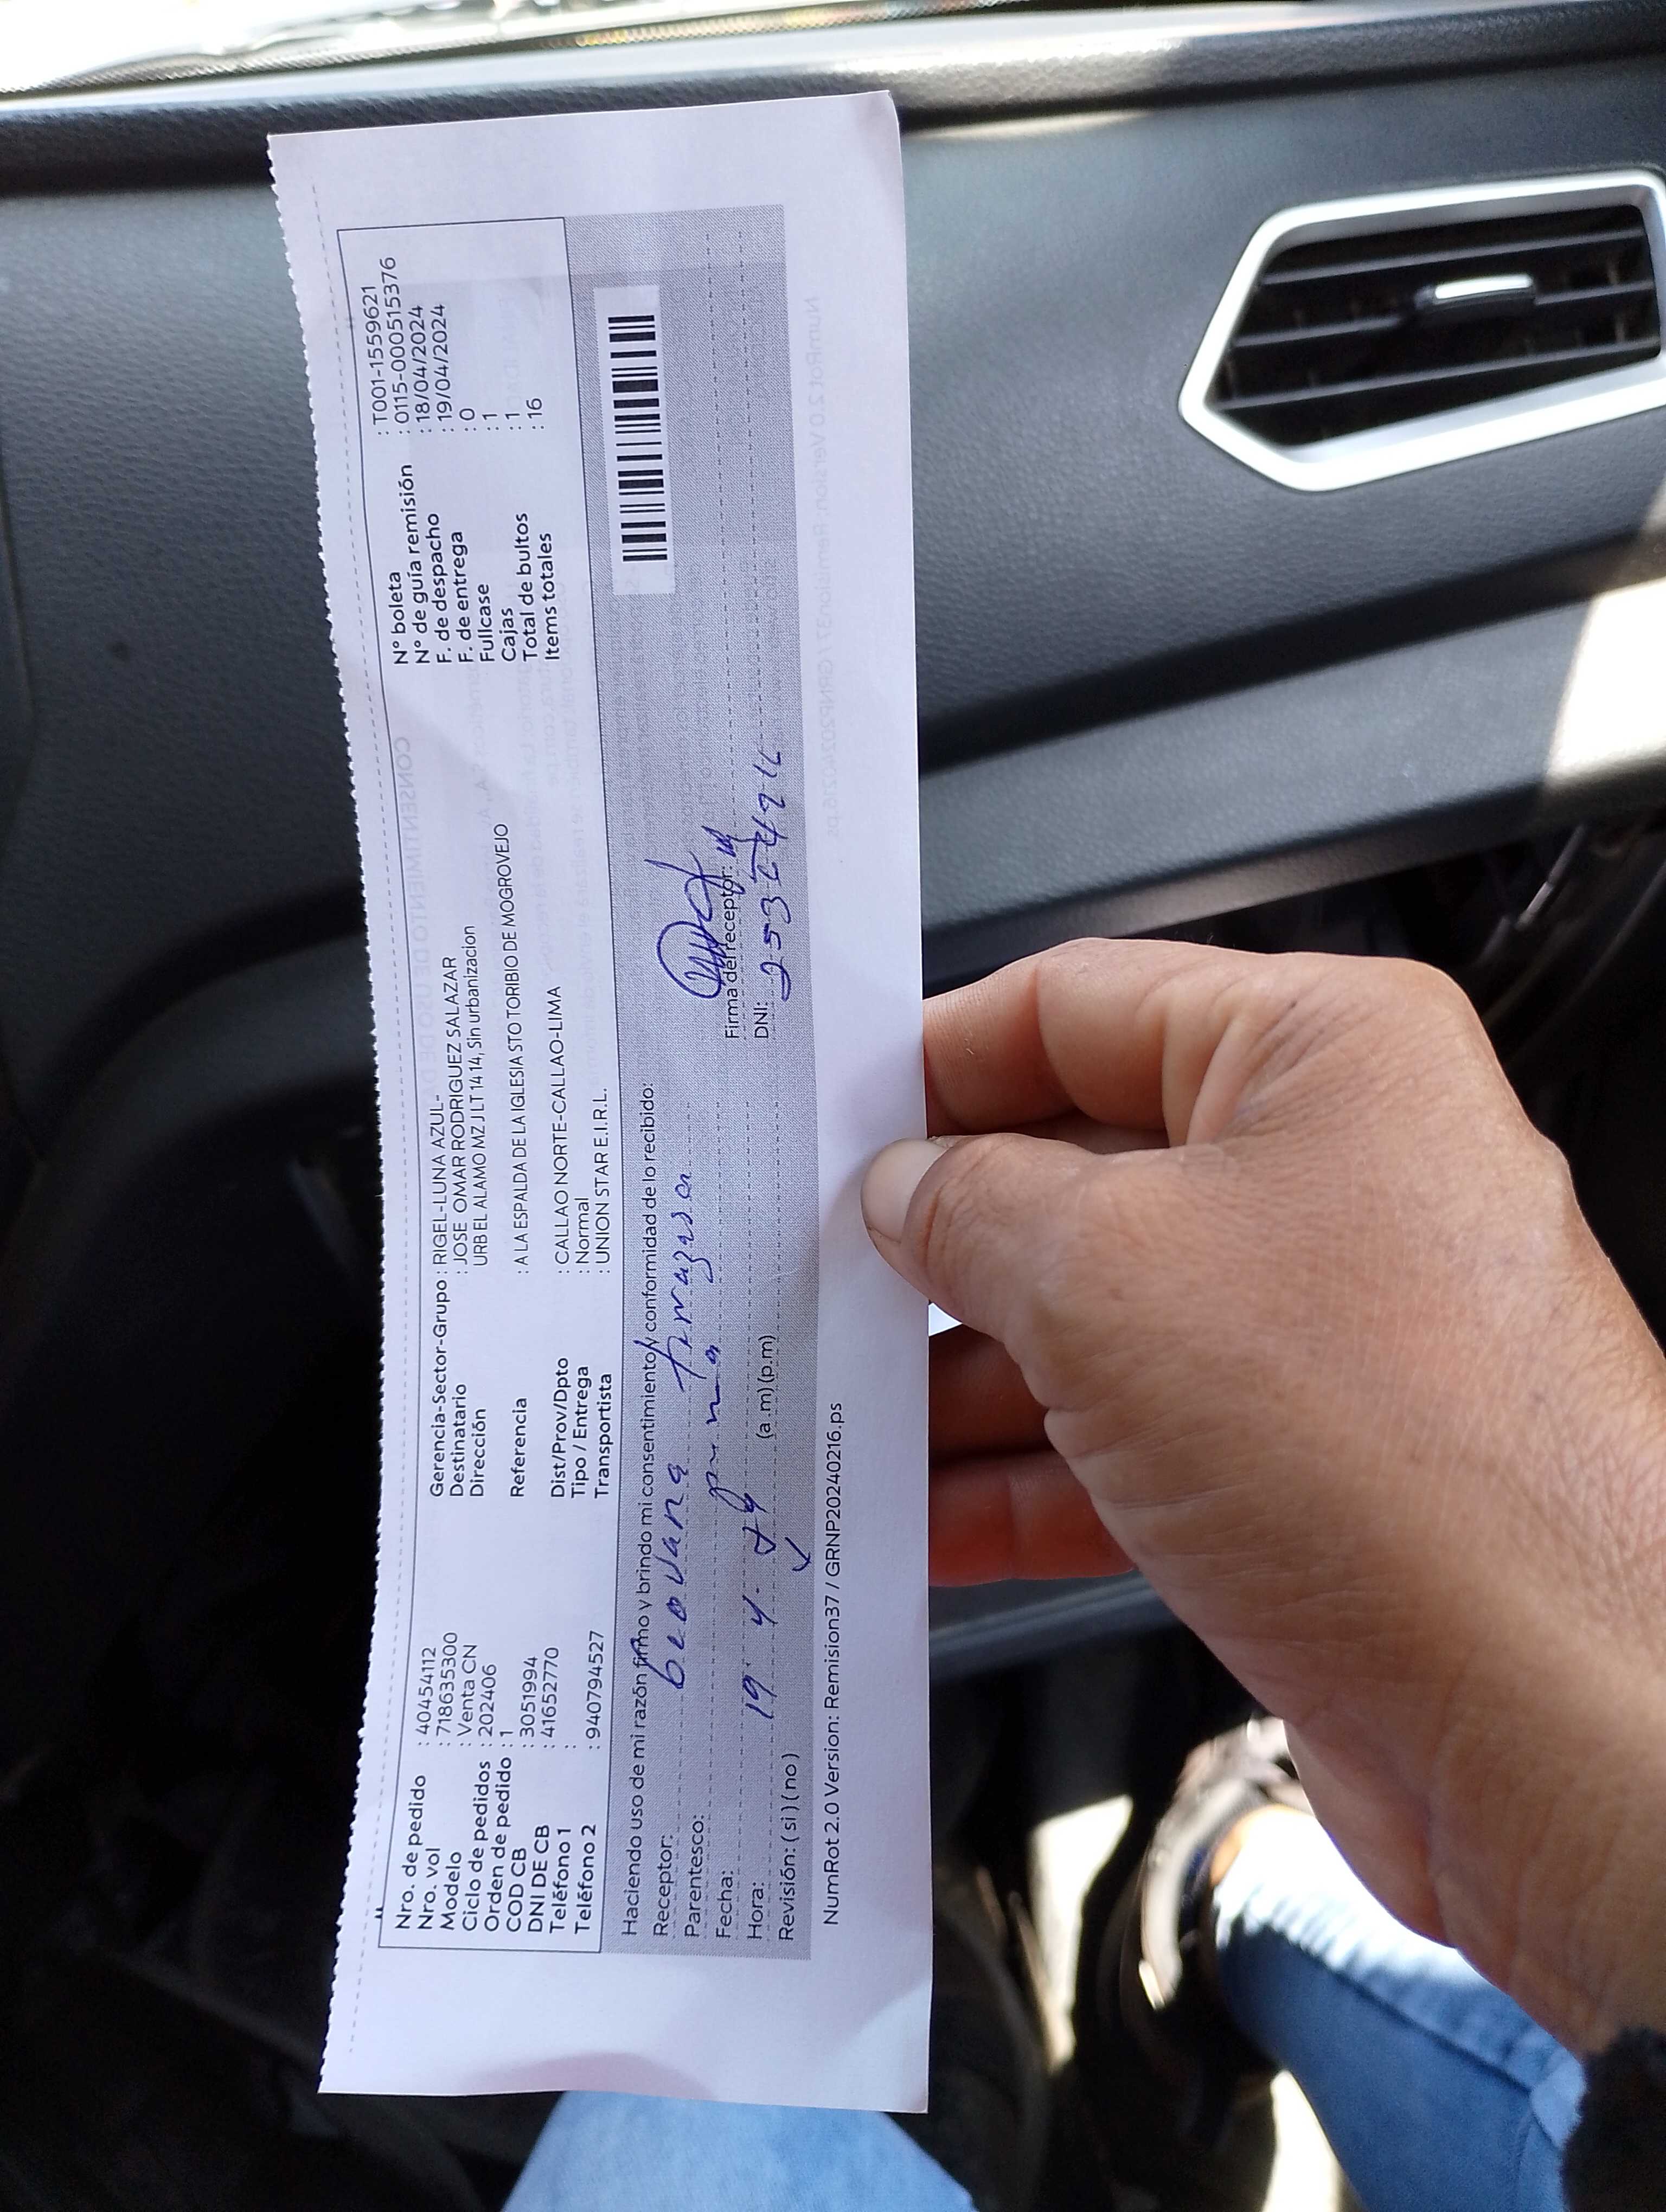 Nro. de pedido : 40454112
Nro. vol : 718635300
Modelo : Venta CN
Ciclo de pedidos : 202406
Orden de pedido : 1
COD CB : 3051994
DNI DE CB : 41652770
Teléfono 1 :
Teléfono 2 : 940794527
Gerencia-Sector-Grupo : RIGEL-LUNA AZUL-
Destinatario : JOSE OMAR RODRIGUEZ SALAZAR
Dirección URB EL ALAMO MZ J LT 14 14, Sin urbanizacion
Referencia : A LA ESPALDA DE LA IGLESIA STO TORIBIO DE MOGROVEJO
Dist/Prov/Dpto : CALLAO NORTE-CALLAO-LIMA
Tipo / Entrega : Normal
Transportista : UNION STAR E.I.R.L.
N° boleta : T001-1559621
N° de guía remisión : 0115-000515376
F. de despacho : 18/04/2024
F. de entrega : 19/04/2024
Fullcase : 0
Cajas : 1
Total de bultos : 1
Items totales : 16
Haciendo uso de mi razón firmo y brindo mi consentimiento y conformidad de lo recibido:
Receptor:
Parentesco:
Fecha: 19 4
Hora: (a.m) (p.m)
Revisión: ( si ) ( no )
Firma del receptor:
DNI:
NumRot 2.0 Version: Remision37 / GRNP20240216.ps